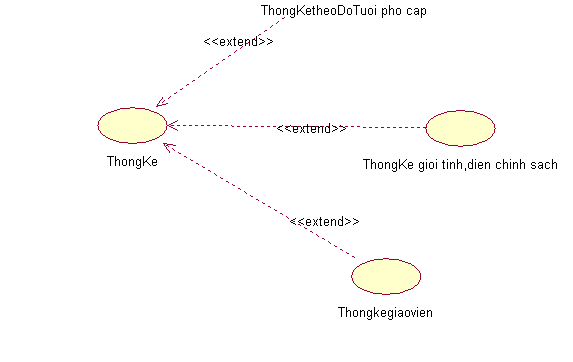 ThongKetheoDoTuoi pho cap
<<extend>>
<<extend>>
ThongKe
ThongKe gioi tinh,dien chinh sach
<<extend>>
Thongkegiaovien